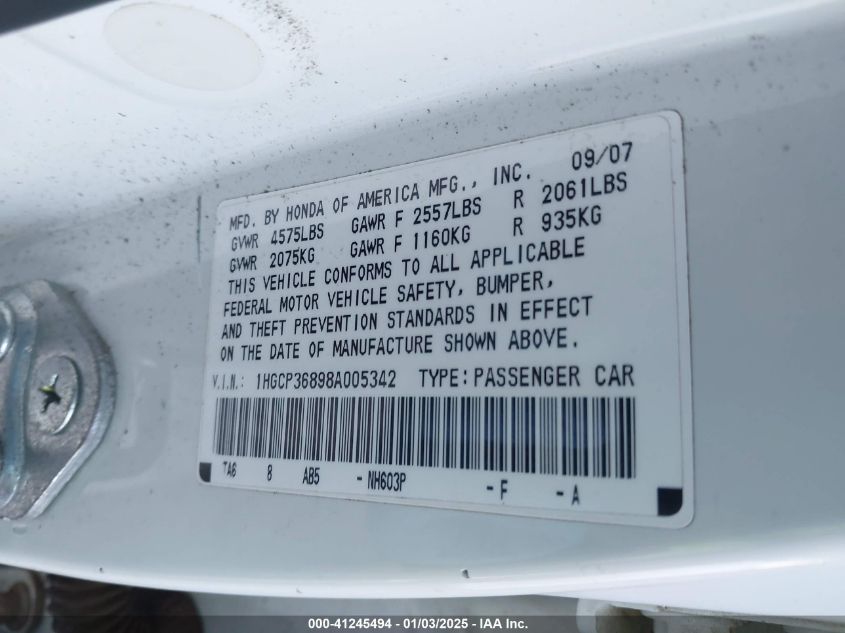 MFD. BY HONDA OF AMERICA MFG., INC. 09/07
GVWR 4575LBS GAWR F 2557LBS R 2061LBS
GVWR 2075KG GAWR F 1160KG R 935KG
THIS VEHICLE CONFORMS TO ALL APPLICABLE
FEDERAL MOTOR VEHICLE SAFETY, BUMPER,
AND THEFT PREVENTION STANDARDS IN EFFECT
ON THE DATE OF MANUFACTURE SHOWN ABOVE.
V.I.N.: 1HGCP36898A005342 TYPE:PASSENGER CAR
TA6 8 AB5 -NH603P -F -A
000-41245494 - 01/03/2025 - IAA Inc.